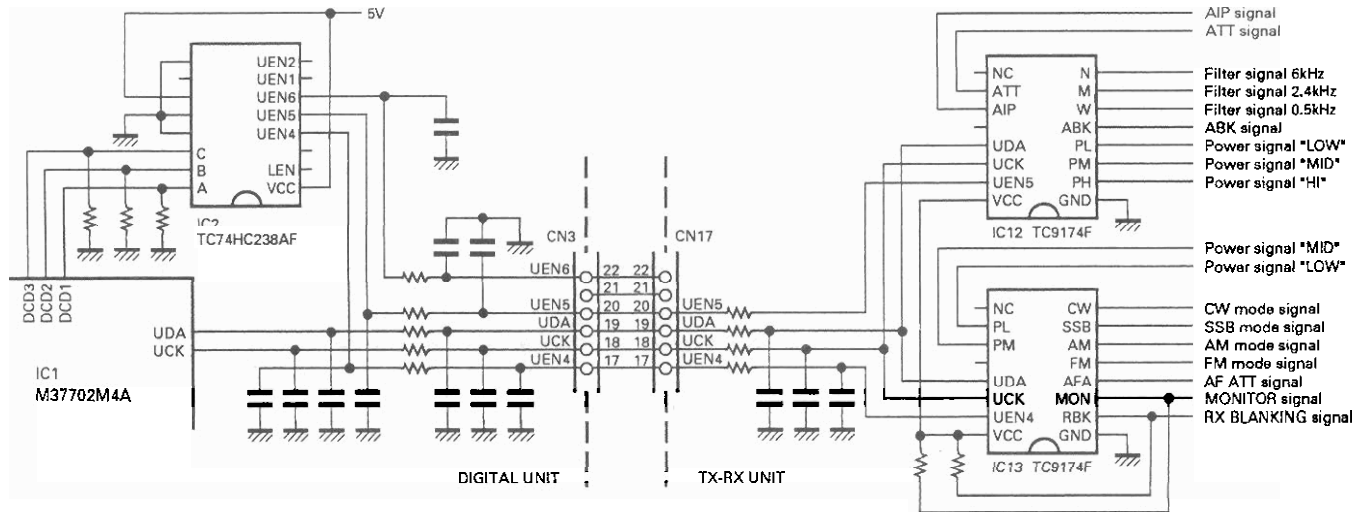 5V
UEN2
UEN1
UEN6
UEN5
UEN4
C
B
A
LEN
VCC
IC2
TC74HC238AF
DCD3
DCD2
DCD1
UDA
UCK
IC1
M37702M4A
CN3
CN17
UEN6 22 22
21 21
UEN5 20 20 UEN5
UDA 19 19 UDA
UCK 18 18 UCK
UEN4 17 17 UEN4
DIGITAL UNIT
TX-RX UNIT
AIP signal
ATT signal
NC N Filter signal 6kHz
ATT M Filter signal 2.4kHz
AIP W Filter signal 0.5kHz
ABK ABK signal
UDA PL Power signal "LOW"
UCK PM Power signal "MID"
UEN5 PH Power signal "HI"
VCC GND
IC12 TC9174F
Power signal "MID"
Power signal "LOW"
NC CW CW mode signal
PL SSB SSB mode signal
PM AM AM mode signal
FM FM mode signal
UDA AFA AF ATT signal
UCK MON MONITOR signal
UEN4 RBK RX BLANKING signal
VCC GND
IC13 TC9174F